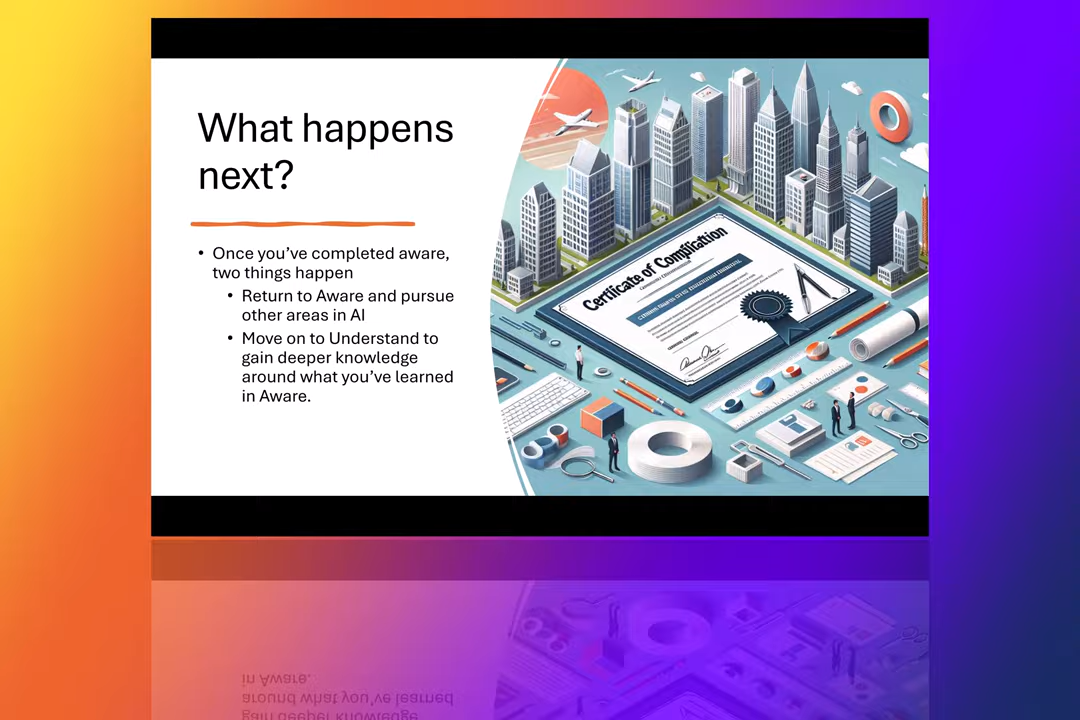 What happens
next?
• Once you’ve completed aware,
two things happen
• Return to Aware and pursue
other areas in AI
• Move on to Understand to
gain deeper knowledge
around what you’ve learned
in Aware.
Certificate of Complication